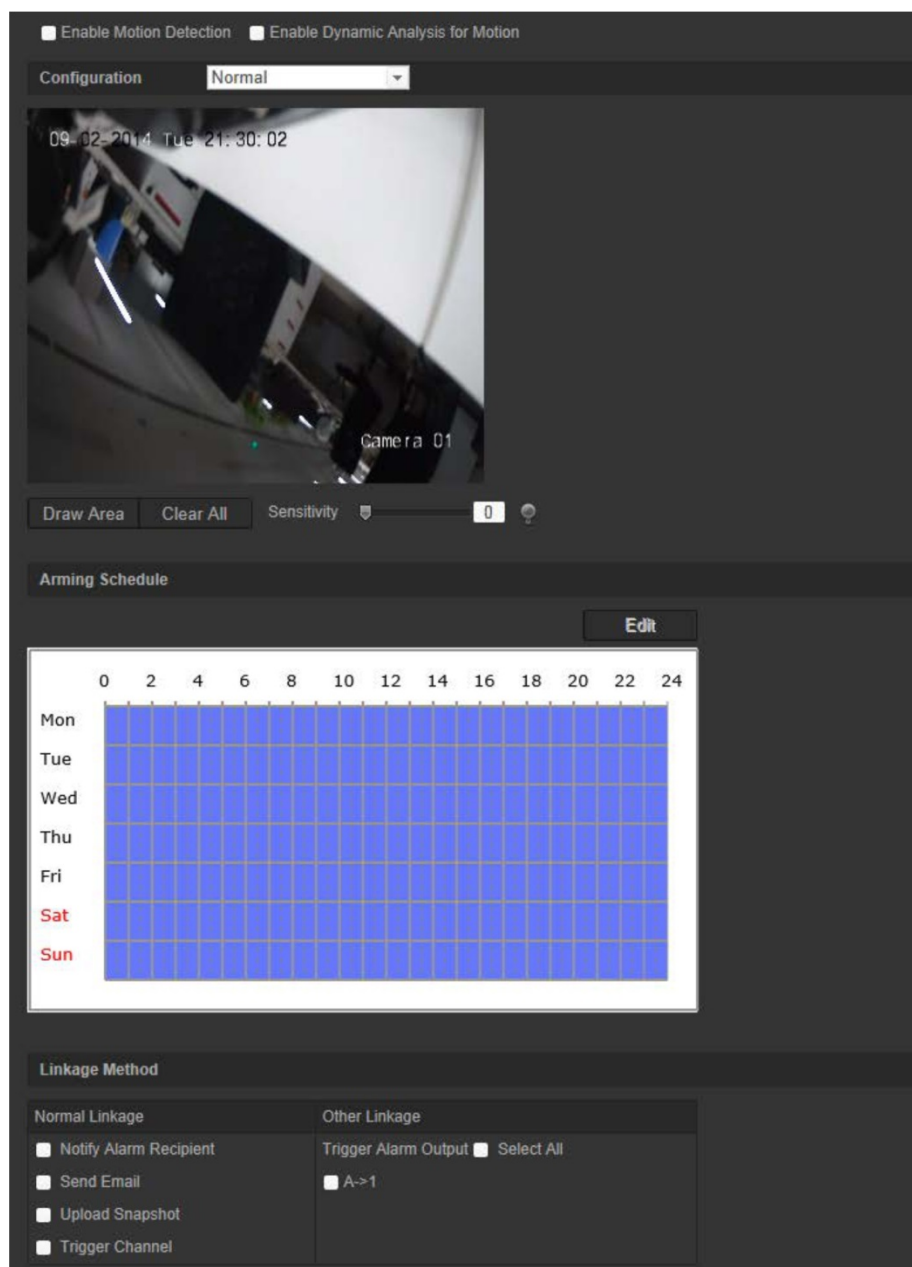 Enable Motion Detection Enable Dynamic Analysis for Motion
Configuration Normal
09-02-2014 Tue 21:30:02
Camera 01
Draw Area Clear All Sensitivity 0
Arming Schedule
Edit
0 2 4 6 8 10 12 14 16 18 20 22 24
Mon
Tue
Wed
Thu
Fri
Sat
Sun
Linkage Method
Normal Linkage Other Linkage
Notify Alarm Recipient Trigger Alarm Output Select All
Send Email A->1
Upload Snapshot
Trigger Channel